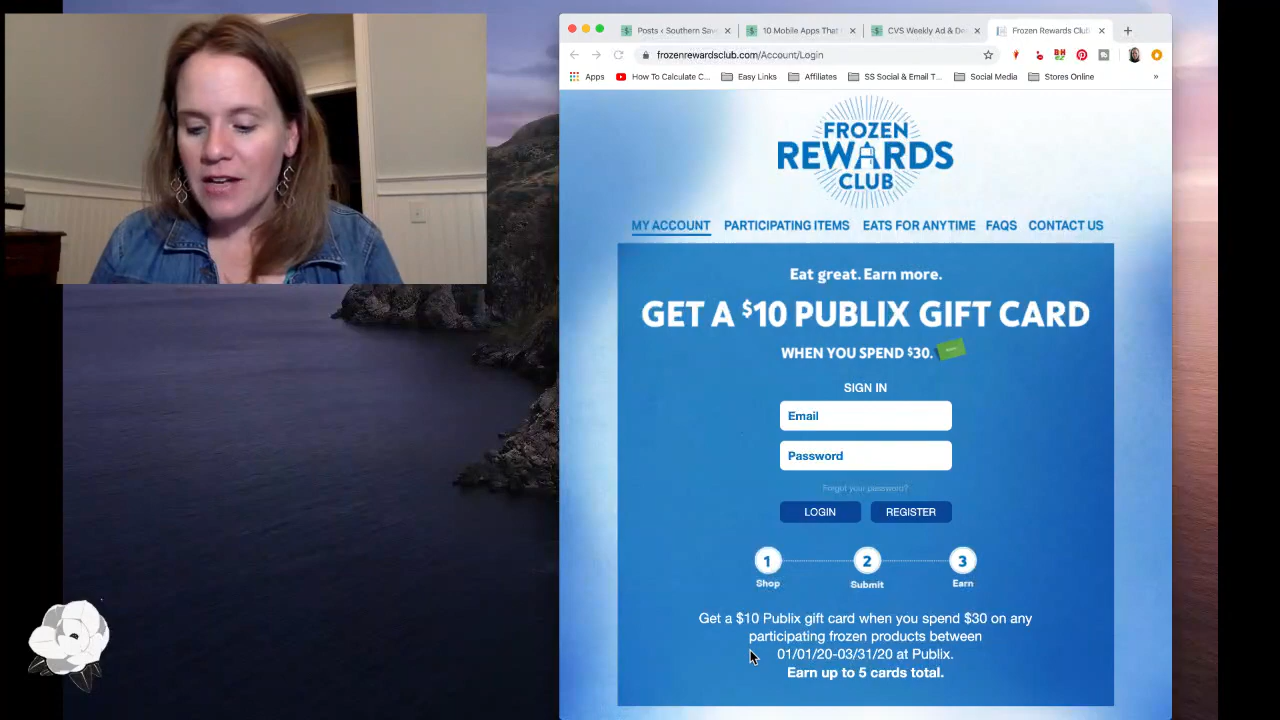 Posts ‹ Southern Sav
10 Mobile Apps That
CVS Weekly Ad & De
Frozen Rewards Clu
frozenrewardsclub.com/Account/Login
Apps
How To Calculate C...
Easy Links
Affiliates
SS Social & Email T...
Social Media
Stores Online
»
FROZEN
REWARDS
CLUB
MY ACCOUNT
PARTICIPATING ITEMS
EATS FOR ANYTIME
FAQS
CONTACT US
Eat great. Earn more.
GET A $10 PUBLIX GIFT CARD
WHEN YOU SPEND $30.
SIGN IN
Email
Password
Forgot your password?
LOGIN
REGISTER
1
2
3
Shop
Submit
Earn
Get a $10 Publix gift card when you spend $30 on any
participating frozen products between
01/01/20-03/31/20 at Publix.
Earn up to 5 cards total.